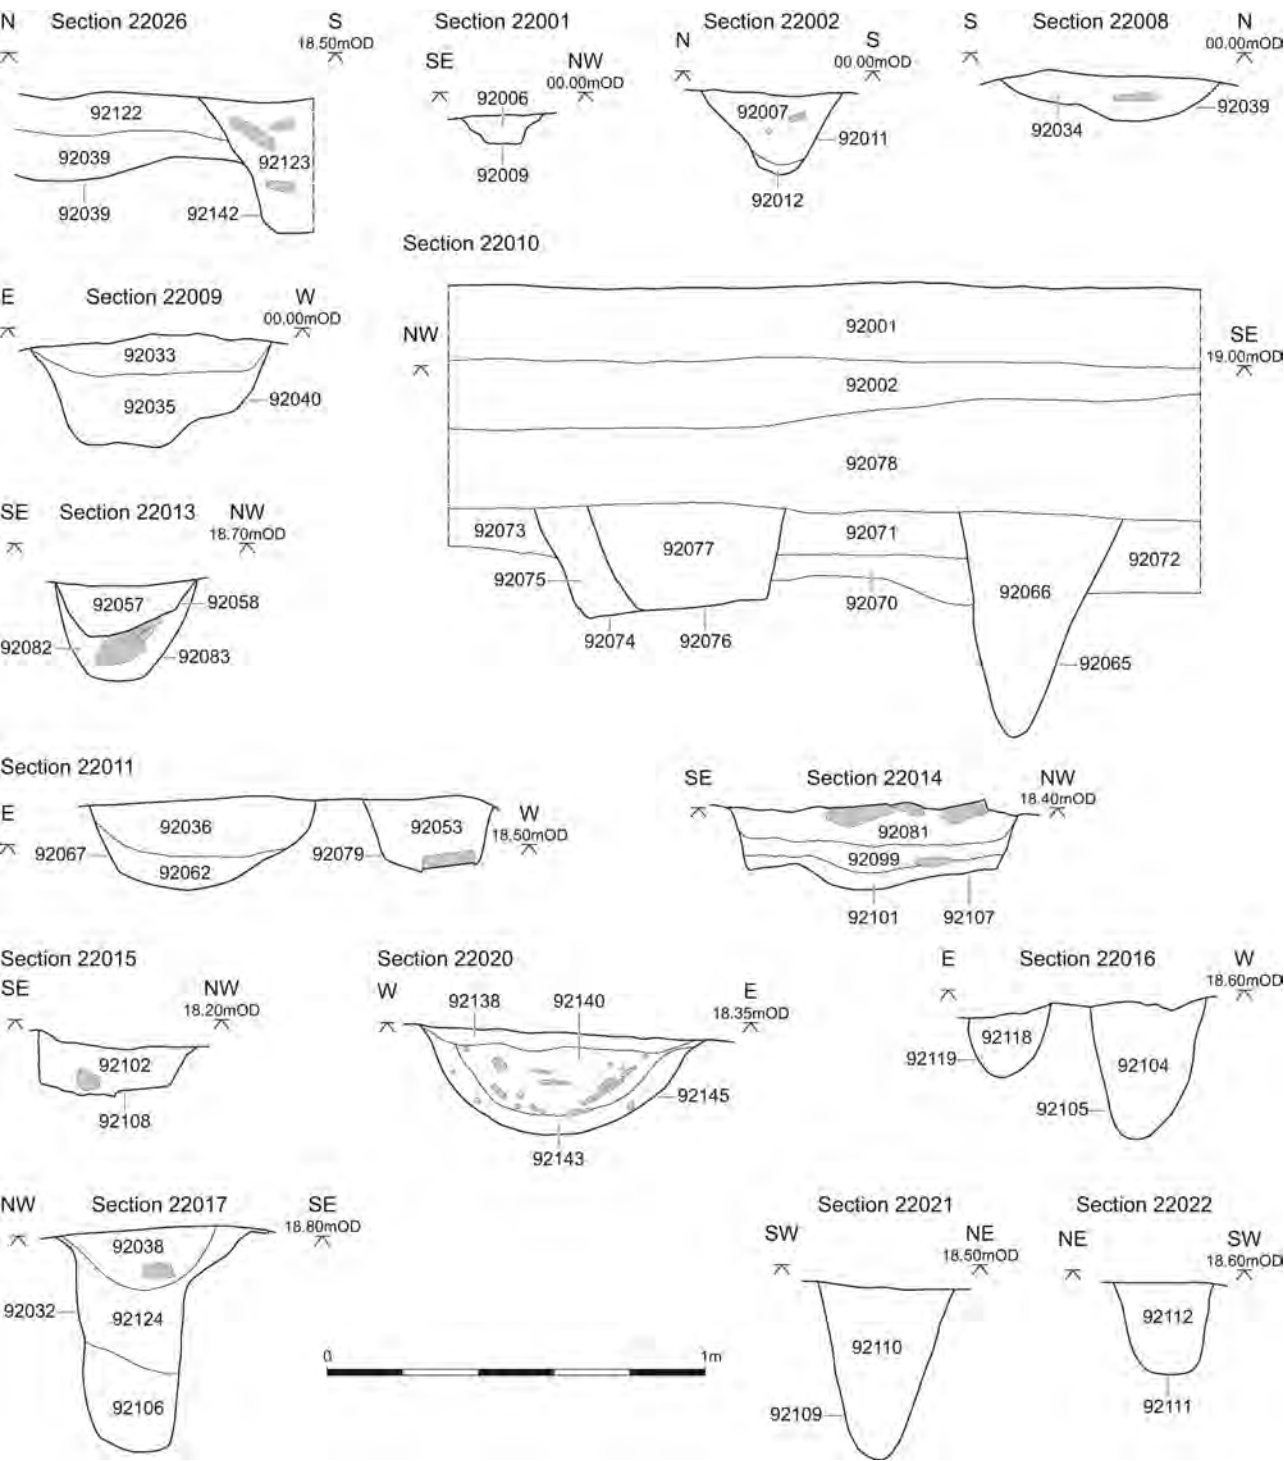 N Section 22026 S
18.50mOD
92122
92039
92123
92039
92142
Section 22001
SE NW
00.00mOD
92006
92009
Section 22002
N S
00.00mOD
92007
92011
92012
S Section 22008 N
00.00mOD
92034
92039
E Section 22009 W
00.00mOD
92033
92035
92040
Section 22010
NW SE
19.00mOD
92001
92002
92078
92073
92077
92071
92072
92075
92070
92066
92074
92076
92065
SE Section 22013 NW
18.70mOD
92057
92058
92082
92083
Section 22011
E W
18.50mOD
92036
92053
92067
92079
92062
SE Section 22014 NW
18.40mOD
92081
92099
92101
92107
Section 22015
SE NW
18.20mOD
92102
92108
Section 22020
W E
18.35mOD
92138
92140
92145
92143
E Section 22016 W
18.60mOD
92118
92119
92104
92105
NW Section 22017 SE
18.80mOD
92038
92032
92124
92106
0 1m
Section 22021
SW NE
18.50mOD
92110
92109
Section 22022
NE SW
18.60mOD
92112
92111